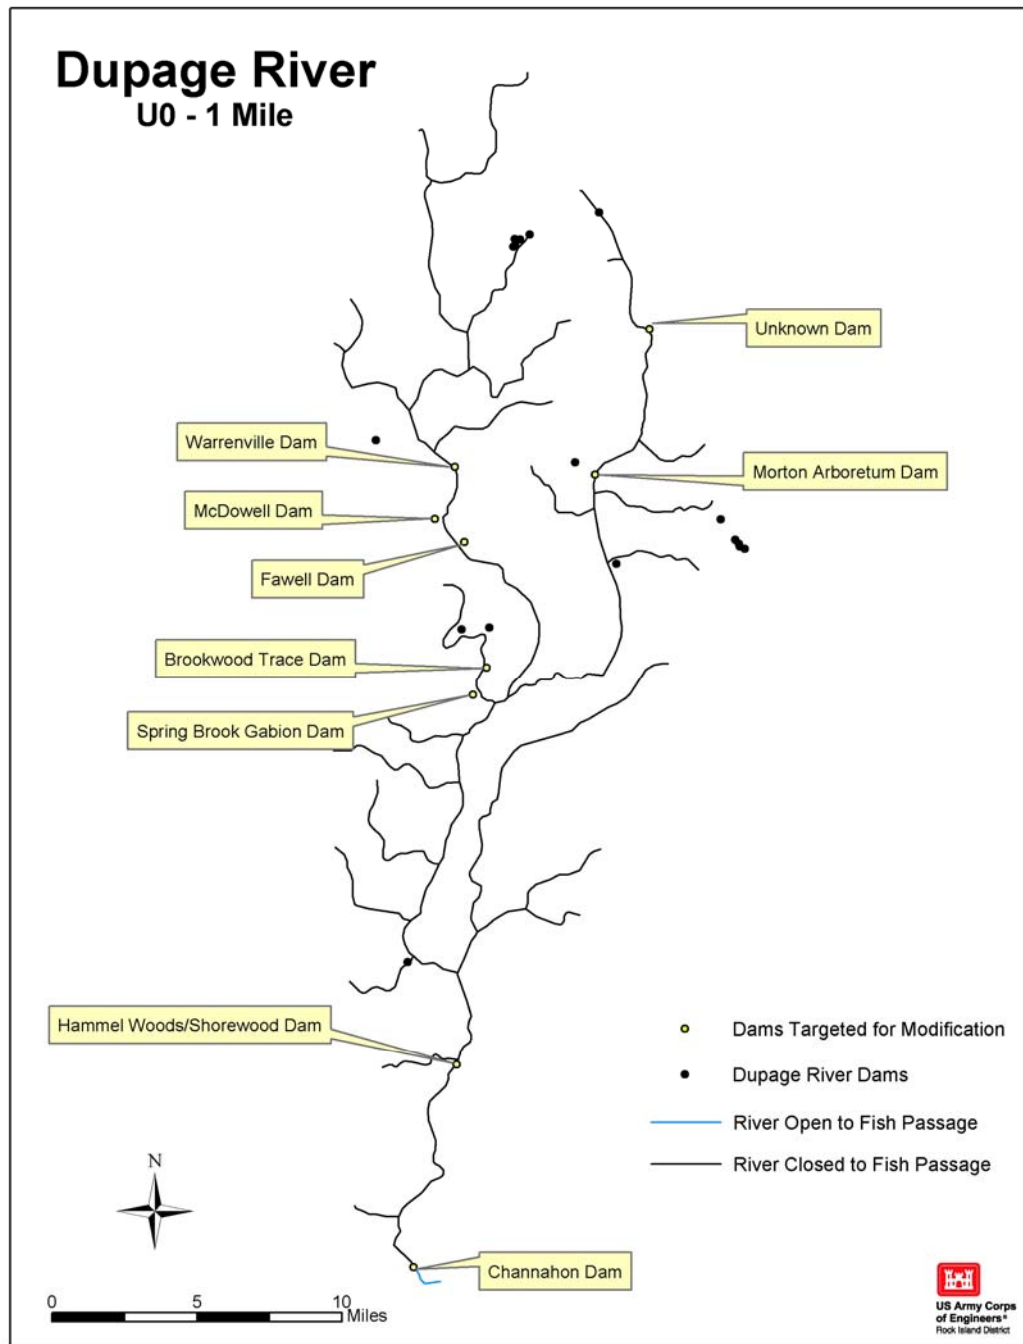 Dupage River
U0 - 1 Mile
Unknown Dam
Warrenville Dam
Morton Arboretum Dam
McDowell Dam
Fawell Dam
Brookwood Trace Dam
Spring Brook Gabion Dam
Hammel Woods/Shorewood Dam
Dams Targeted for Modification
Dupage River Dams
River Open to Fish Passage
River Closed to Fish Passage
N
Channahon Dam
0 5 10 Miles
US Army Corps
of Engineers®
Rock Island District